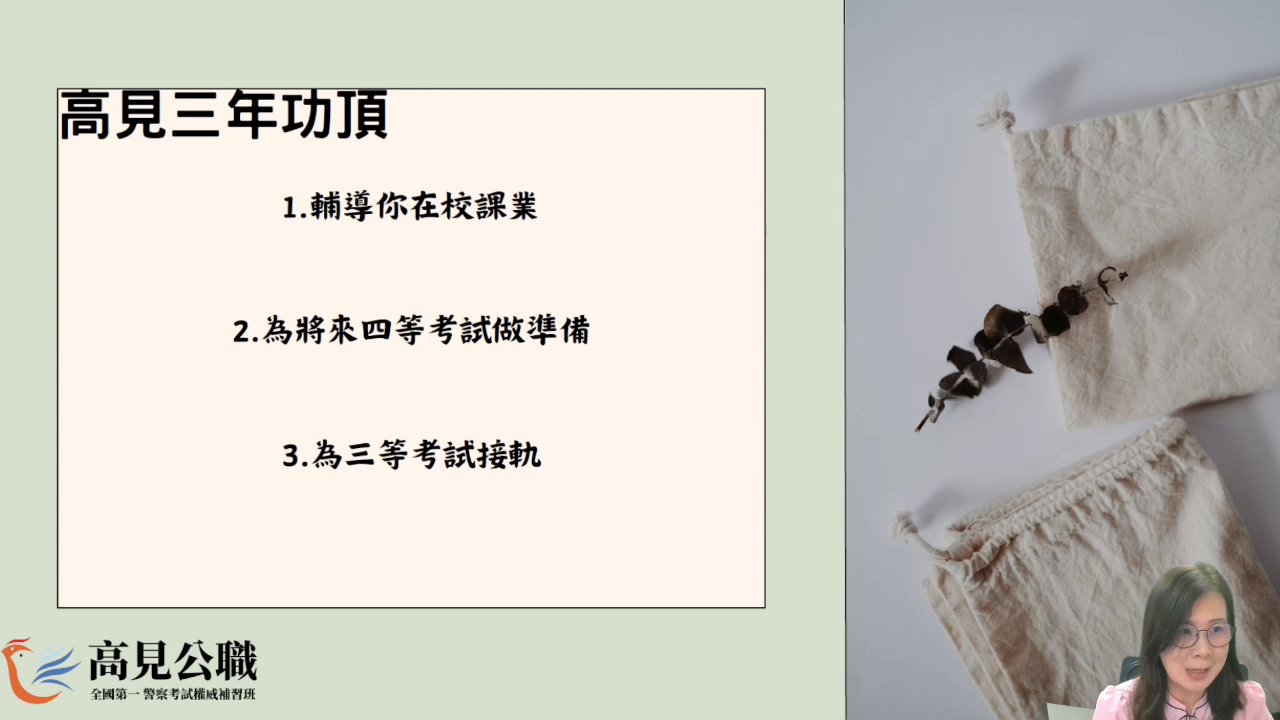 高見三年功頂
1.輔導你在校課業
2.為將來四等考試做準備
3.為三等考試接軌
高見公職
全國第一 警察考試權威補習班